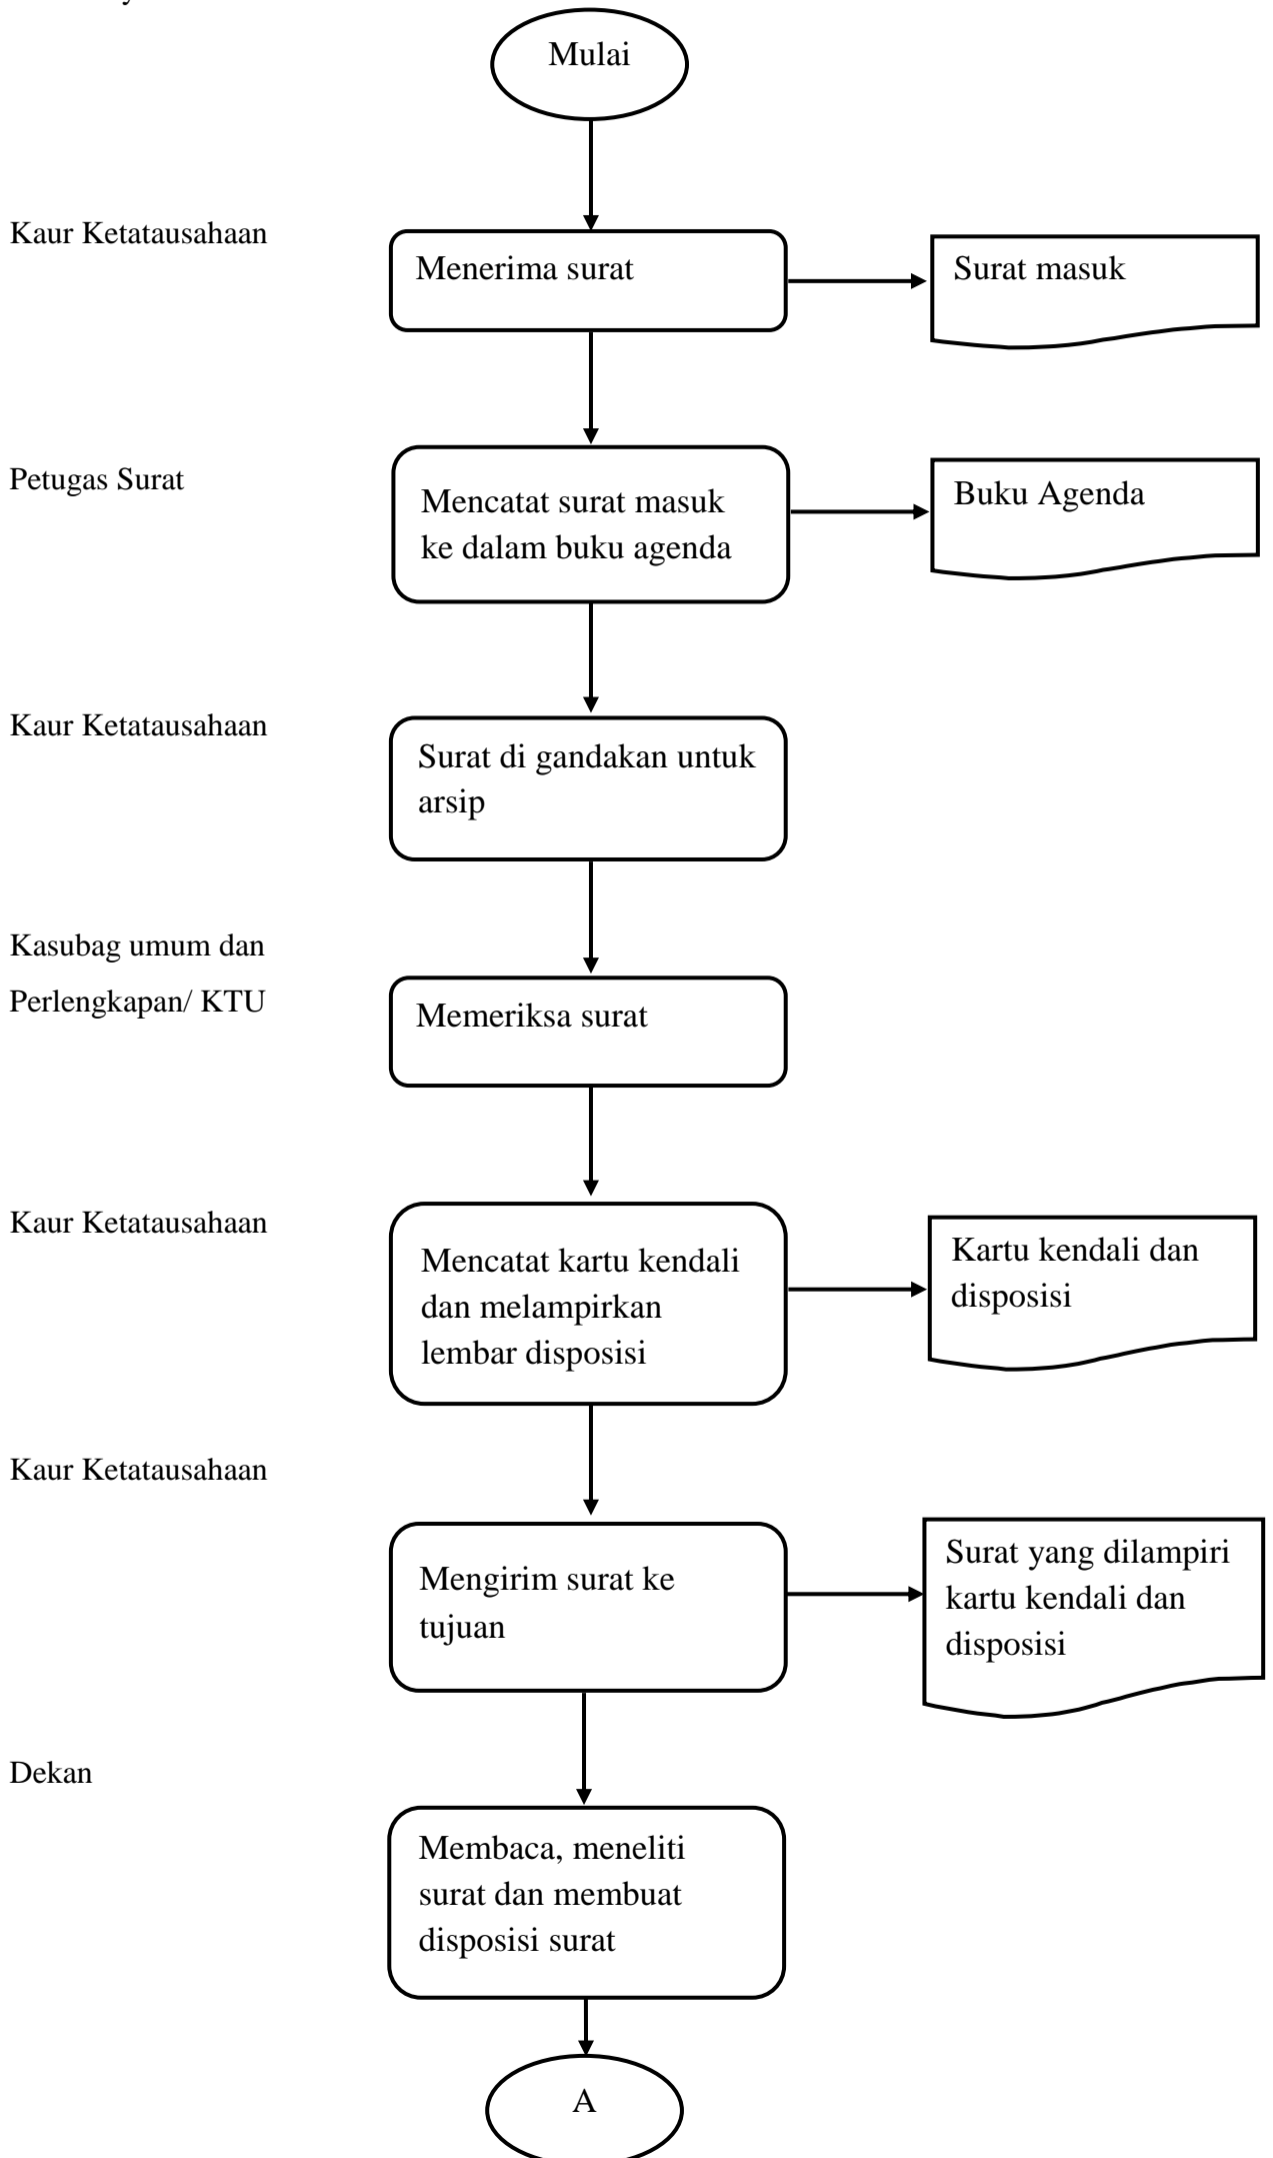 Mulai
Kaur Ketatausahaan
Menerima surat
Surat masuk
Petugas Surat
Mencatat surat masuk
ke dalam buku agenda
Buku Agenda
Kaur Ketatausahaan
Surat di gandakan untuk
arsip
Kasubag umum dan
Perlengkapan/ KTU
Memeriksa surat
Kaur Ketatausahaan
Mencatat kartu kendali
dan melampirkan
lembar disposisi
Kartu kendali dan
disposisi
Kaur Ketatausahaan
Mengirim surat ke
tujuan
Surat yang dilampiri
kartu kendali dan
disposisi
Dekan
Membaca, meneliti
surat dan membuat
disposisi surat
A